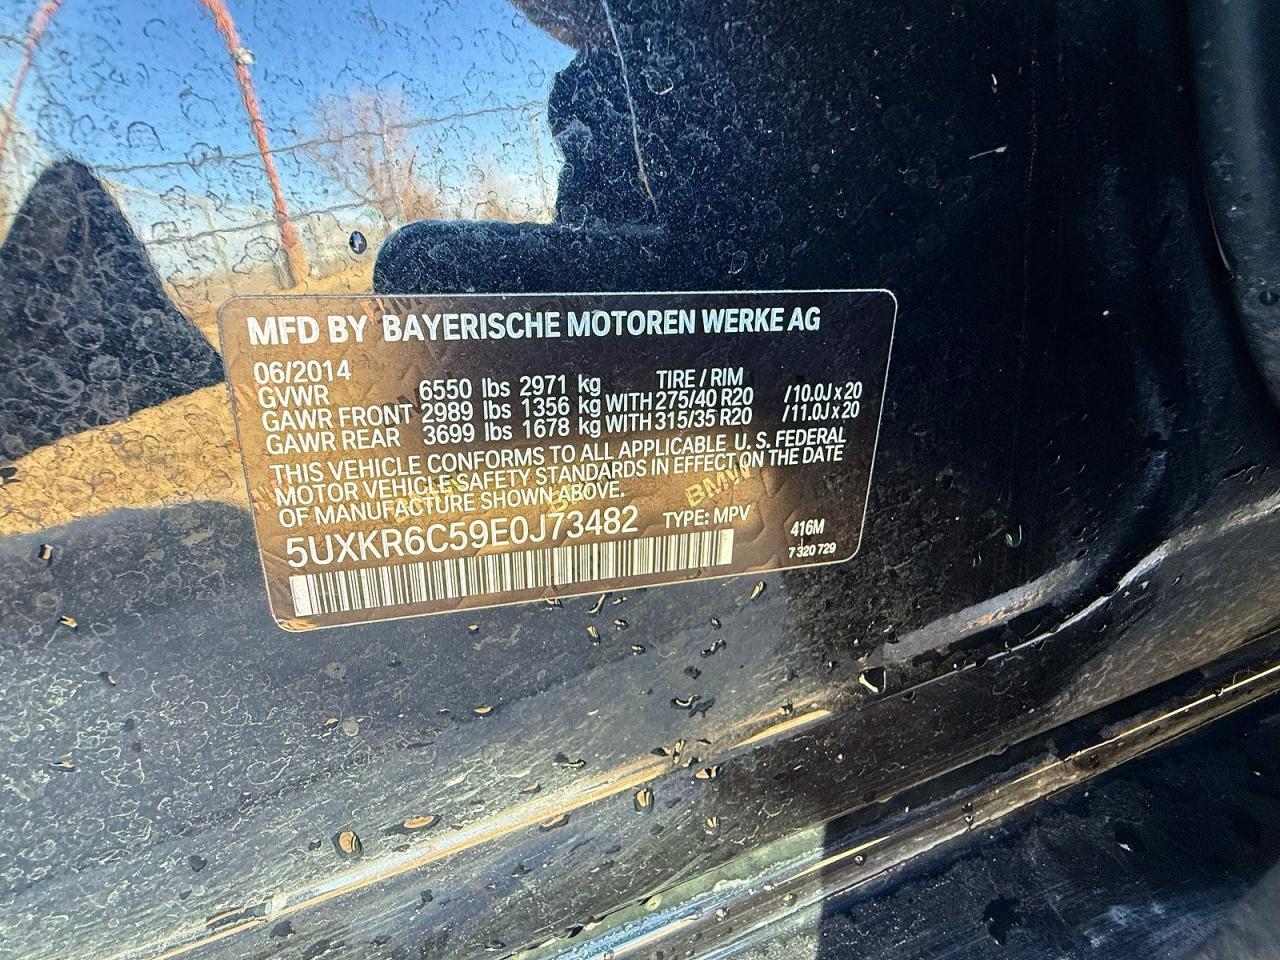 MFD BY BAYERISCHE MOTOREN WERKE AG
06/2014
TIRE / RIM
GVWR 6550 lbs 2971 kg
GAWR FRONT 2989 lbs 1356 kg WITH 275/40 R20 /10.0J x 20
GAWR REAR 3699 lbs 1678 kg WITH 315/35 R20 /11.0J x 20
THIS VEHICLE CONFORMS TO ALL APPLICABLE U. S. FEDERAL
MOTOR VEHICLE SAFETY STANDARDS IN EFFECT ON THE DATE
OF MANUFACTURE SHOWN ABOVE.
BMW
5UXKR6C59E0J73482 TYPE: MPV 416M
7 320 729